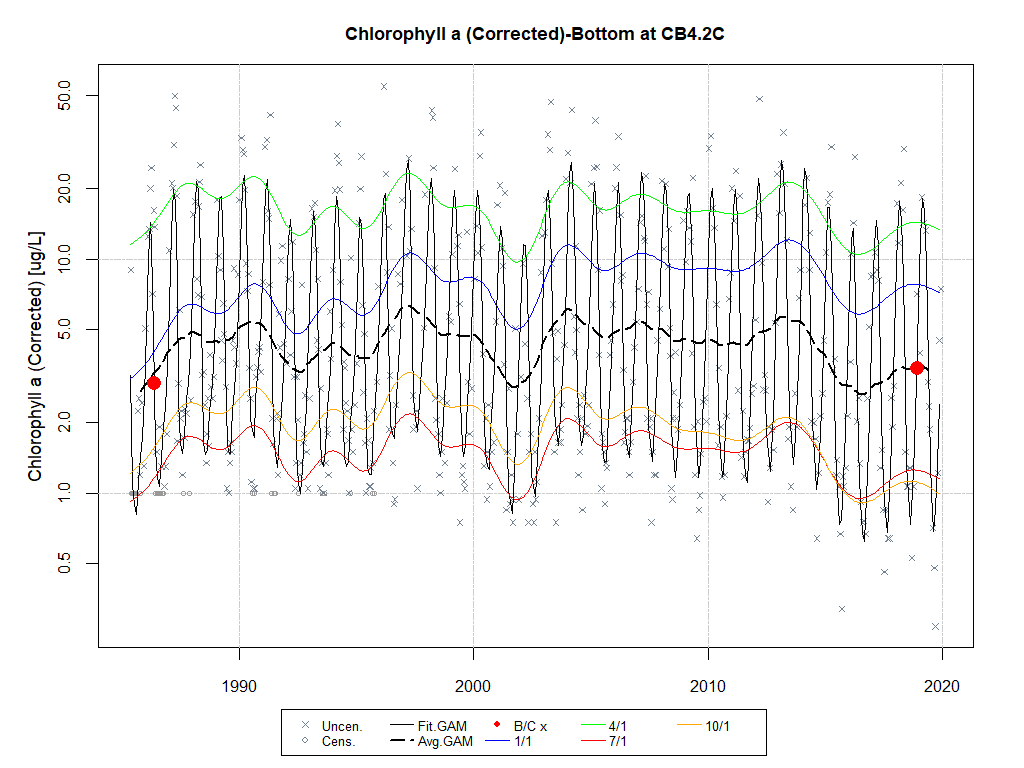 Chlorophyll a (Corrected)-Bottom at CB4.2C
Chlorophyll a (Corrected) [ug/L]
50.0
20.0
10.0
5.0
2.0
1.0
0.5
1990 2000 2010 2020
Uncen. Fit.GAM B/C x 4/1 10/1
Cens. Avg.GAM 1/1 7/1